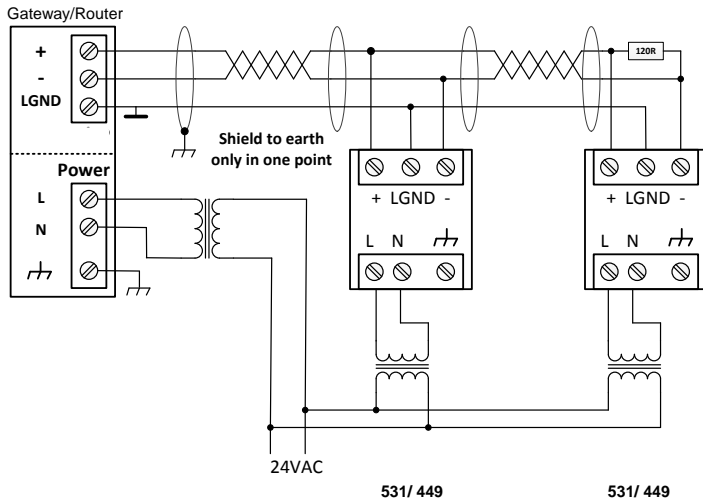 Gateway/Router
+
-
LGND
Power
L
N
Shield to earth
only in one point
120R
+ LGND -
L N
+ LGND -
L N
24VAC
531/ 449
531/ 449